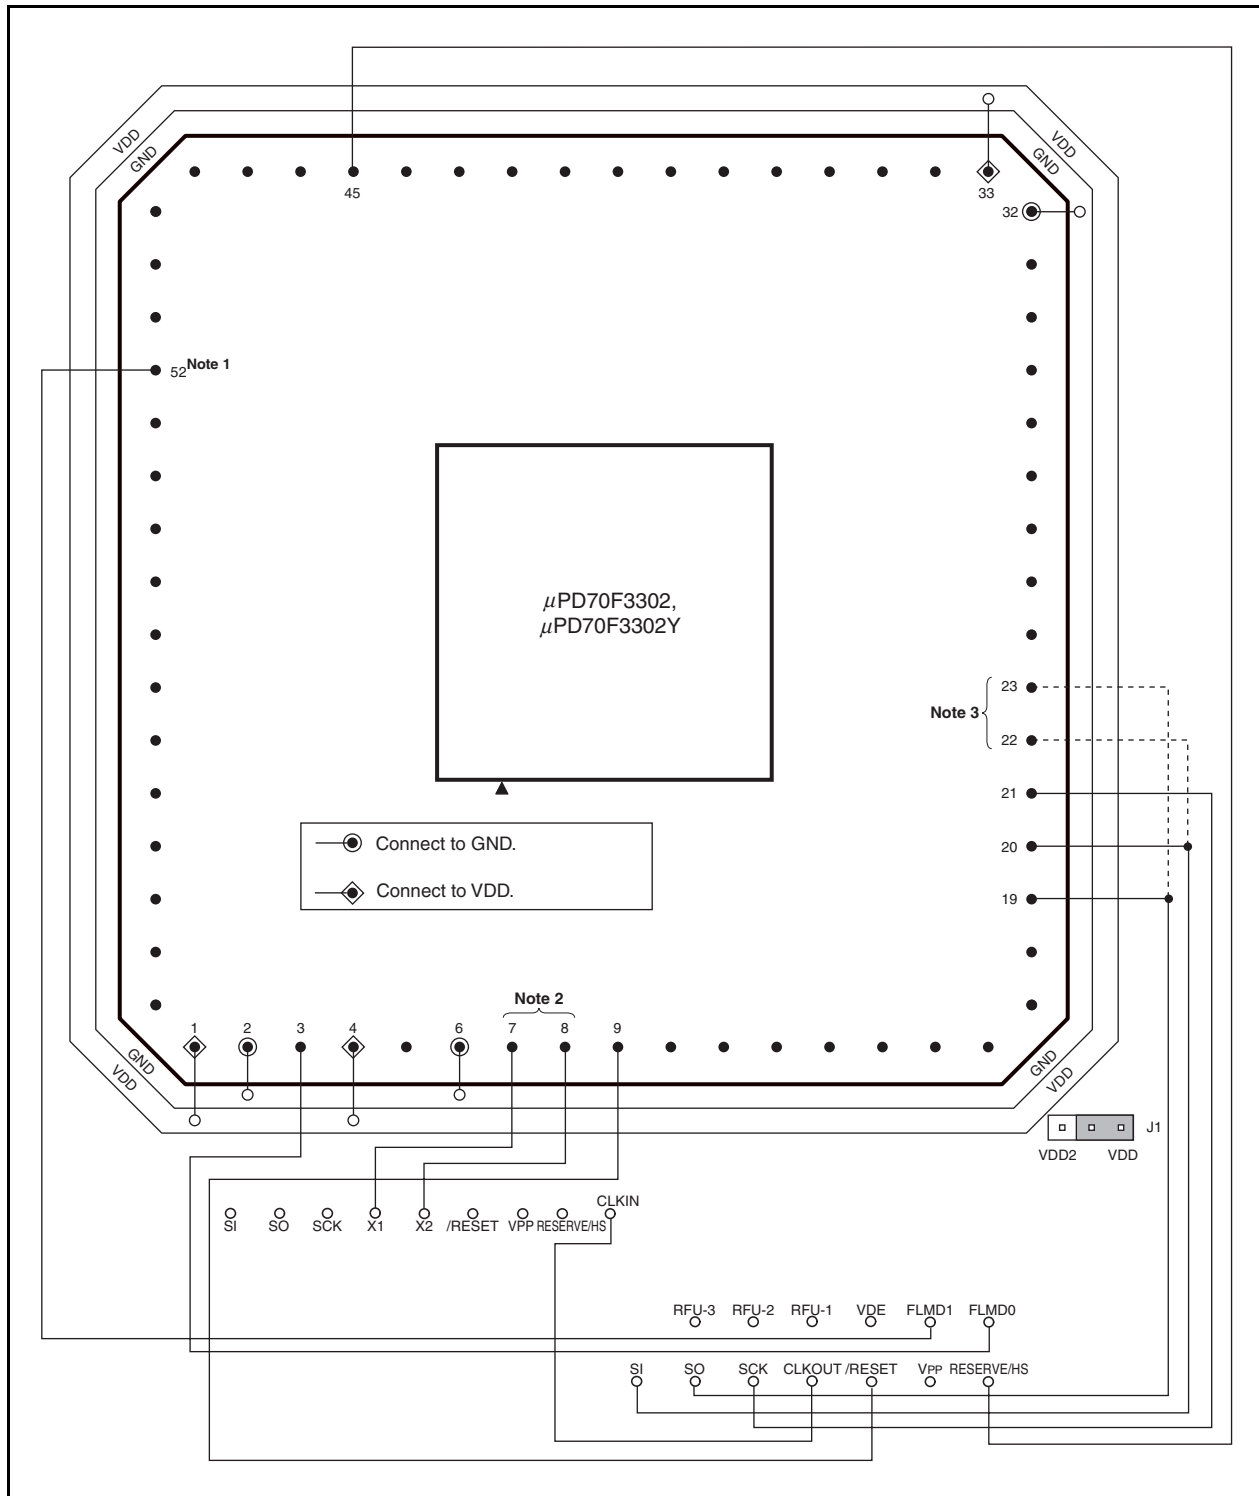 VDD
GND
VDD
GND
45
33
32
52 Note 1
μPD70F3302,
μPD70F3302Y
23
Note 3
22
21
20
19
Connect to GND.
Connect to VDD.
Note 2
1 2 3 4 6 7 8 9
GND
VDD
GND
VDD
J1
VDD2 VDD
CLKIN
SI SO SCK X1 X2 /RESET VPP RESERVE/HS
RFU-3 RFU-2 RFU-1 VDE FLMD1 FLMD0
SI SO SCK CLKOUT /RESET VPP RESERVE/HS